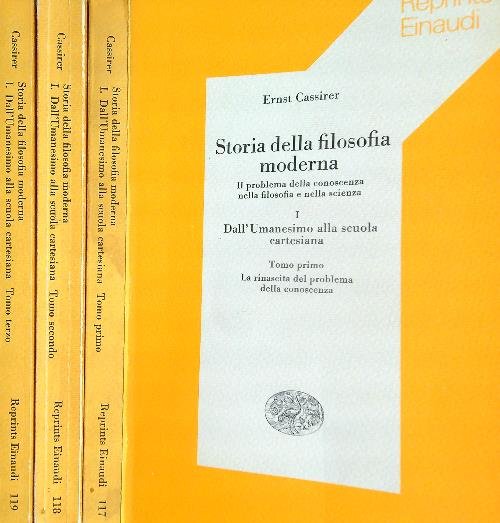 Cassirer
Storia della filosofia moderna
I. Dall'Umanesimo alla scuola cartesiana Tomo terzo
Reprints Einaudi 119
Cassirer
Storia della filosofia moderna
I. Dall'Umanesimo alla scuola cartesiana Tomo secondo
Reprints Einaudi 118
Cassirer
Storia della filosofia moderna
I. Dall'Umanesimo alla scuola cartesiana Tomo primo
Reprints Einaudi 117
Reprints
Einaudi
Ernst Cassirer
Storia della filosofia
moderna
Il problema della conoscenza
nella filosofia e nella scienza
I
Dall'Umanesimo alla scuola
cartesiana
Tomo primo
La rinascita del problema
della conoscenza